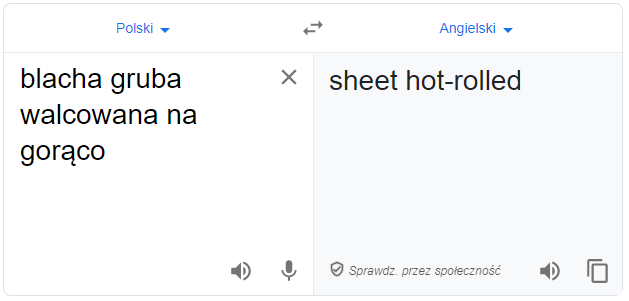 Polski
Angielski
blacha gruba
walcowana na
gorąco
sheet hot-rolled
Sprawdz. przez społeczność